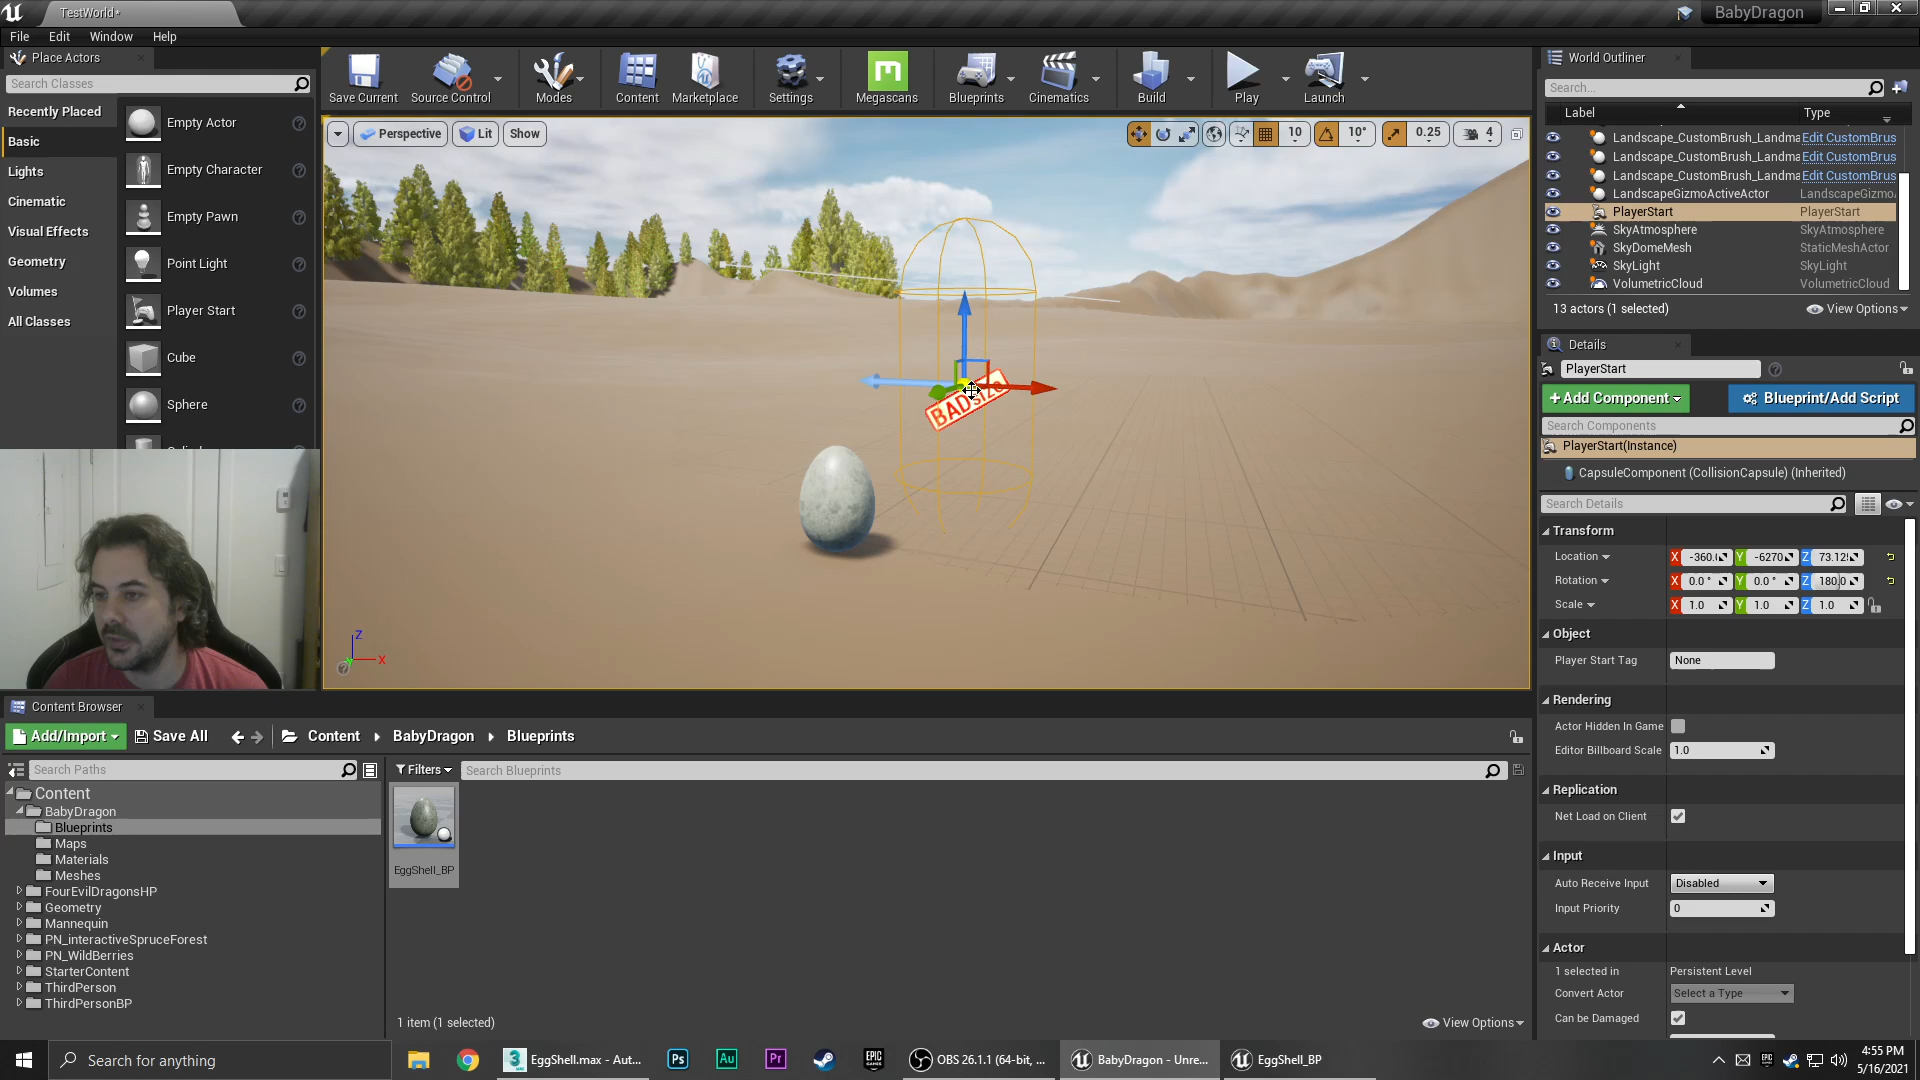 TestWorld•
BabyDragon
File Edit Window Help
Place Actors
Search Classes
Recently Placed
Basic
Lights
Cinematic
Visual Effects
Geometry
Volumes
All Classes
Empty Actor
Empty Character
Empty Pawn
Point Light
Player Start
Cube
Sphere
Save Current Source Control Modes Content Marketplace Settings Megascans Blueprints Cinematics Build Play Launch
Perspective Lit Show
10 10° 0.25 4
BADsize
Z
X
World Outliner
Search...
Label Type
Landscape_CustomBrush_Landma Edit CustomBrus
Landscape_CustomBrush_Landma Edit CustomBrus
Landscape_CustomBrush_Landma Edit CustomBrus
LandscapeGizmoActiveActor LandscapeGizmo
PlayerStart PlayerStart
SkyAtmosphere SkyAtmosphere
SkyDomeMesh StaticMeshActor
SkyLight SkyLight
VolumetricCloud VolumetricCloud
13 actors (1 selected) View Options
Details
PlayerStart
+Add Component Blueprint/Add Script
Search Components
PlayerStart(Instance)
CapsuleComponent (CollisionCapsule) (Inherited)
Search Details
Transform
Location X -360. Y -6270 Z 73.12
Rotation X 0.0 ° Y 0.0 ° Z 180.0
Scale X 1.0 Y 1.0 Z 1.0
Object
Player Start Tag None
Rendering
Actor Hidden In Game
Editor Billboard Scale 1.0
Replication
Net Load on Client
Input
Auto Receive Input Disabled
Input Priority 0
Actor
1 selected in Persistent Level
Convert Actor Select a Type
Can be Damaged
Content Browser
Add/Import Save All Content BabyDragon Blueprints
Search Paths
Filters Search Blueprints
Content
BabyDragon
Blueprints
Maps
Materials
Meshes
FourEvilDragonsHP
Geometry
Mannequin
PN_interactiveSpruceForest
PN_WildBerries
StarterContent
ThirdPerson
ThirdPersonBP
EggShell_BP
1 item (1 selected) View Options
Search for anything
EggShell.max - Aut...
Ps Au Pr
EPIC GAMES
OBS 26.1.1 (64-bit, ...
BabyDragon - Unre...
EggShell_BP
4:55 PM
5/16/2021